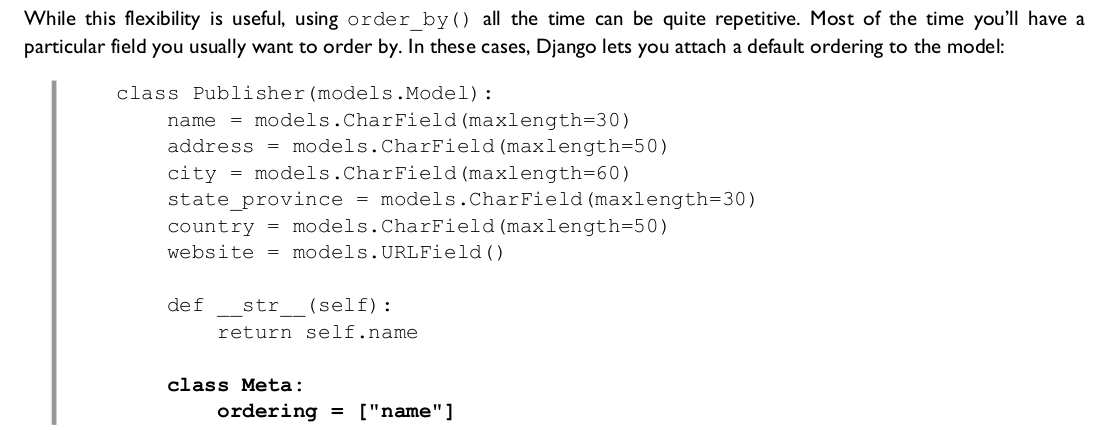 While this flexibility is useful, using order_by() all the time can be quite repetitive. Most of the time you’ll have a
particular field you usually want to order by. In these cases, Django lets you attach a default ordering to the model:
class Publisher(models.Model):
    name = models.CharField(maxlength=30)
    address = models.CharField(maxlength=50)
    city = models.CharField(maxlength=60)
    state_province = models.CharField(maxlength=30)
    country = models.CharField(maxlength=50)
    website = models.URLField()

    def __str__(self):
        return self.name

    class Meta:
        ordering = ["name"]